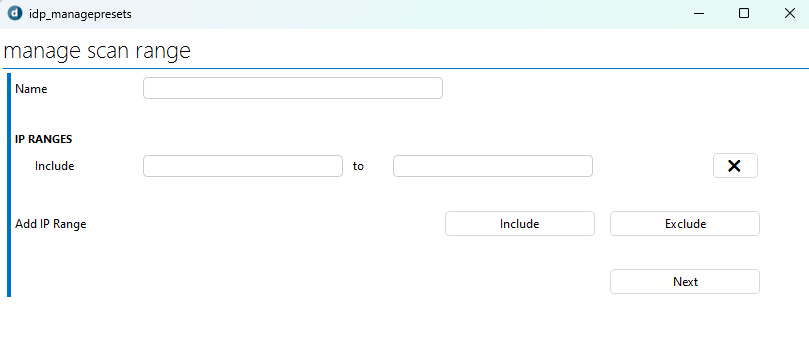 d idp_managepresets
manage scan range
Name
IP RANGES
Include to
Add IP Range Include Exclude
Next